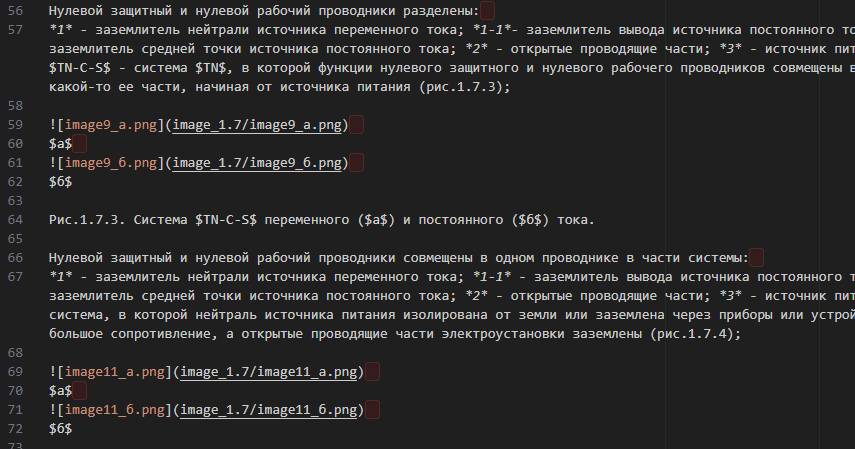 56 Нулевой защитный и нулевой рабочий проводники разделены:
57 *1* - заземлитель нейтрали источника переменного тока; *1-1*- заземлитель вывода источника постоянного то
заземлитель средней точки источника постоянного тока; *2* - открытые проводящие части; *3* - источник пит
$TN-C-S$ - система $TN$, в которой функции нулевого защитного и нулевого рабочего проводников совмещены в
какой-то ее части, начиная от источника питания (рис.1.7.3);
58
59 ![image9_a.png](image_1.7/image9_a.png)
60 $а$
61 ![image9_б.png](image_1.7/image9_б.png)
62 $б$
63
64 Рис.1.7.3. Система $TN-C-S$ переменного ($а$) и постоянного ($б$) тока.
65
66 Нулевой защитный и нулевой рабочий проводники совмещены в одном проводнике в части системы:
67 *1* - заземлитель нейтрали источника переменного тока; *1-1* - заземлитель вывода источника постоянного т
заземлитель средней точки источника постоянного тока; *2* - открытые проводящие части; *3* - источник пит
система, в которой нейтраль источника питания изолирована от земли или заземлена через приборы или устрой
большое сопротивление, а открытые проводящие части электроустановки заземлены (рис.1.7.4);
68
69 ![image11_a.png](image_1.7/image11_a.png)
70 $а$
71 ![image11_б.png](image_1.7/image11_б.png)
72 $б$
73